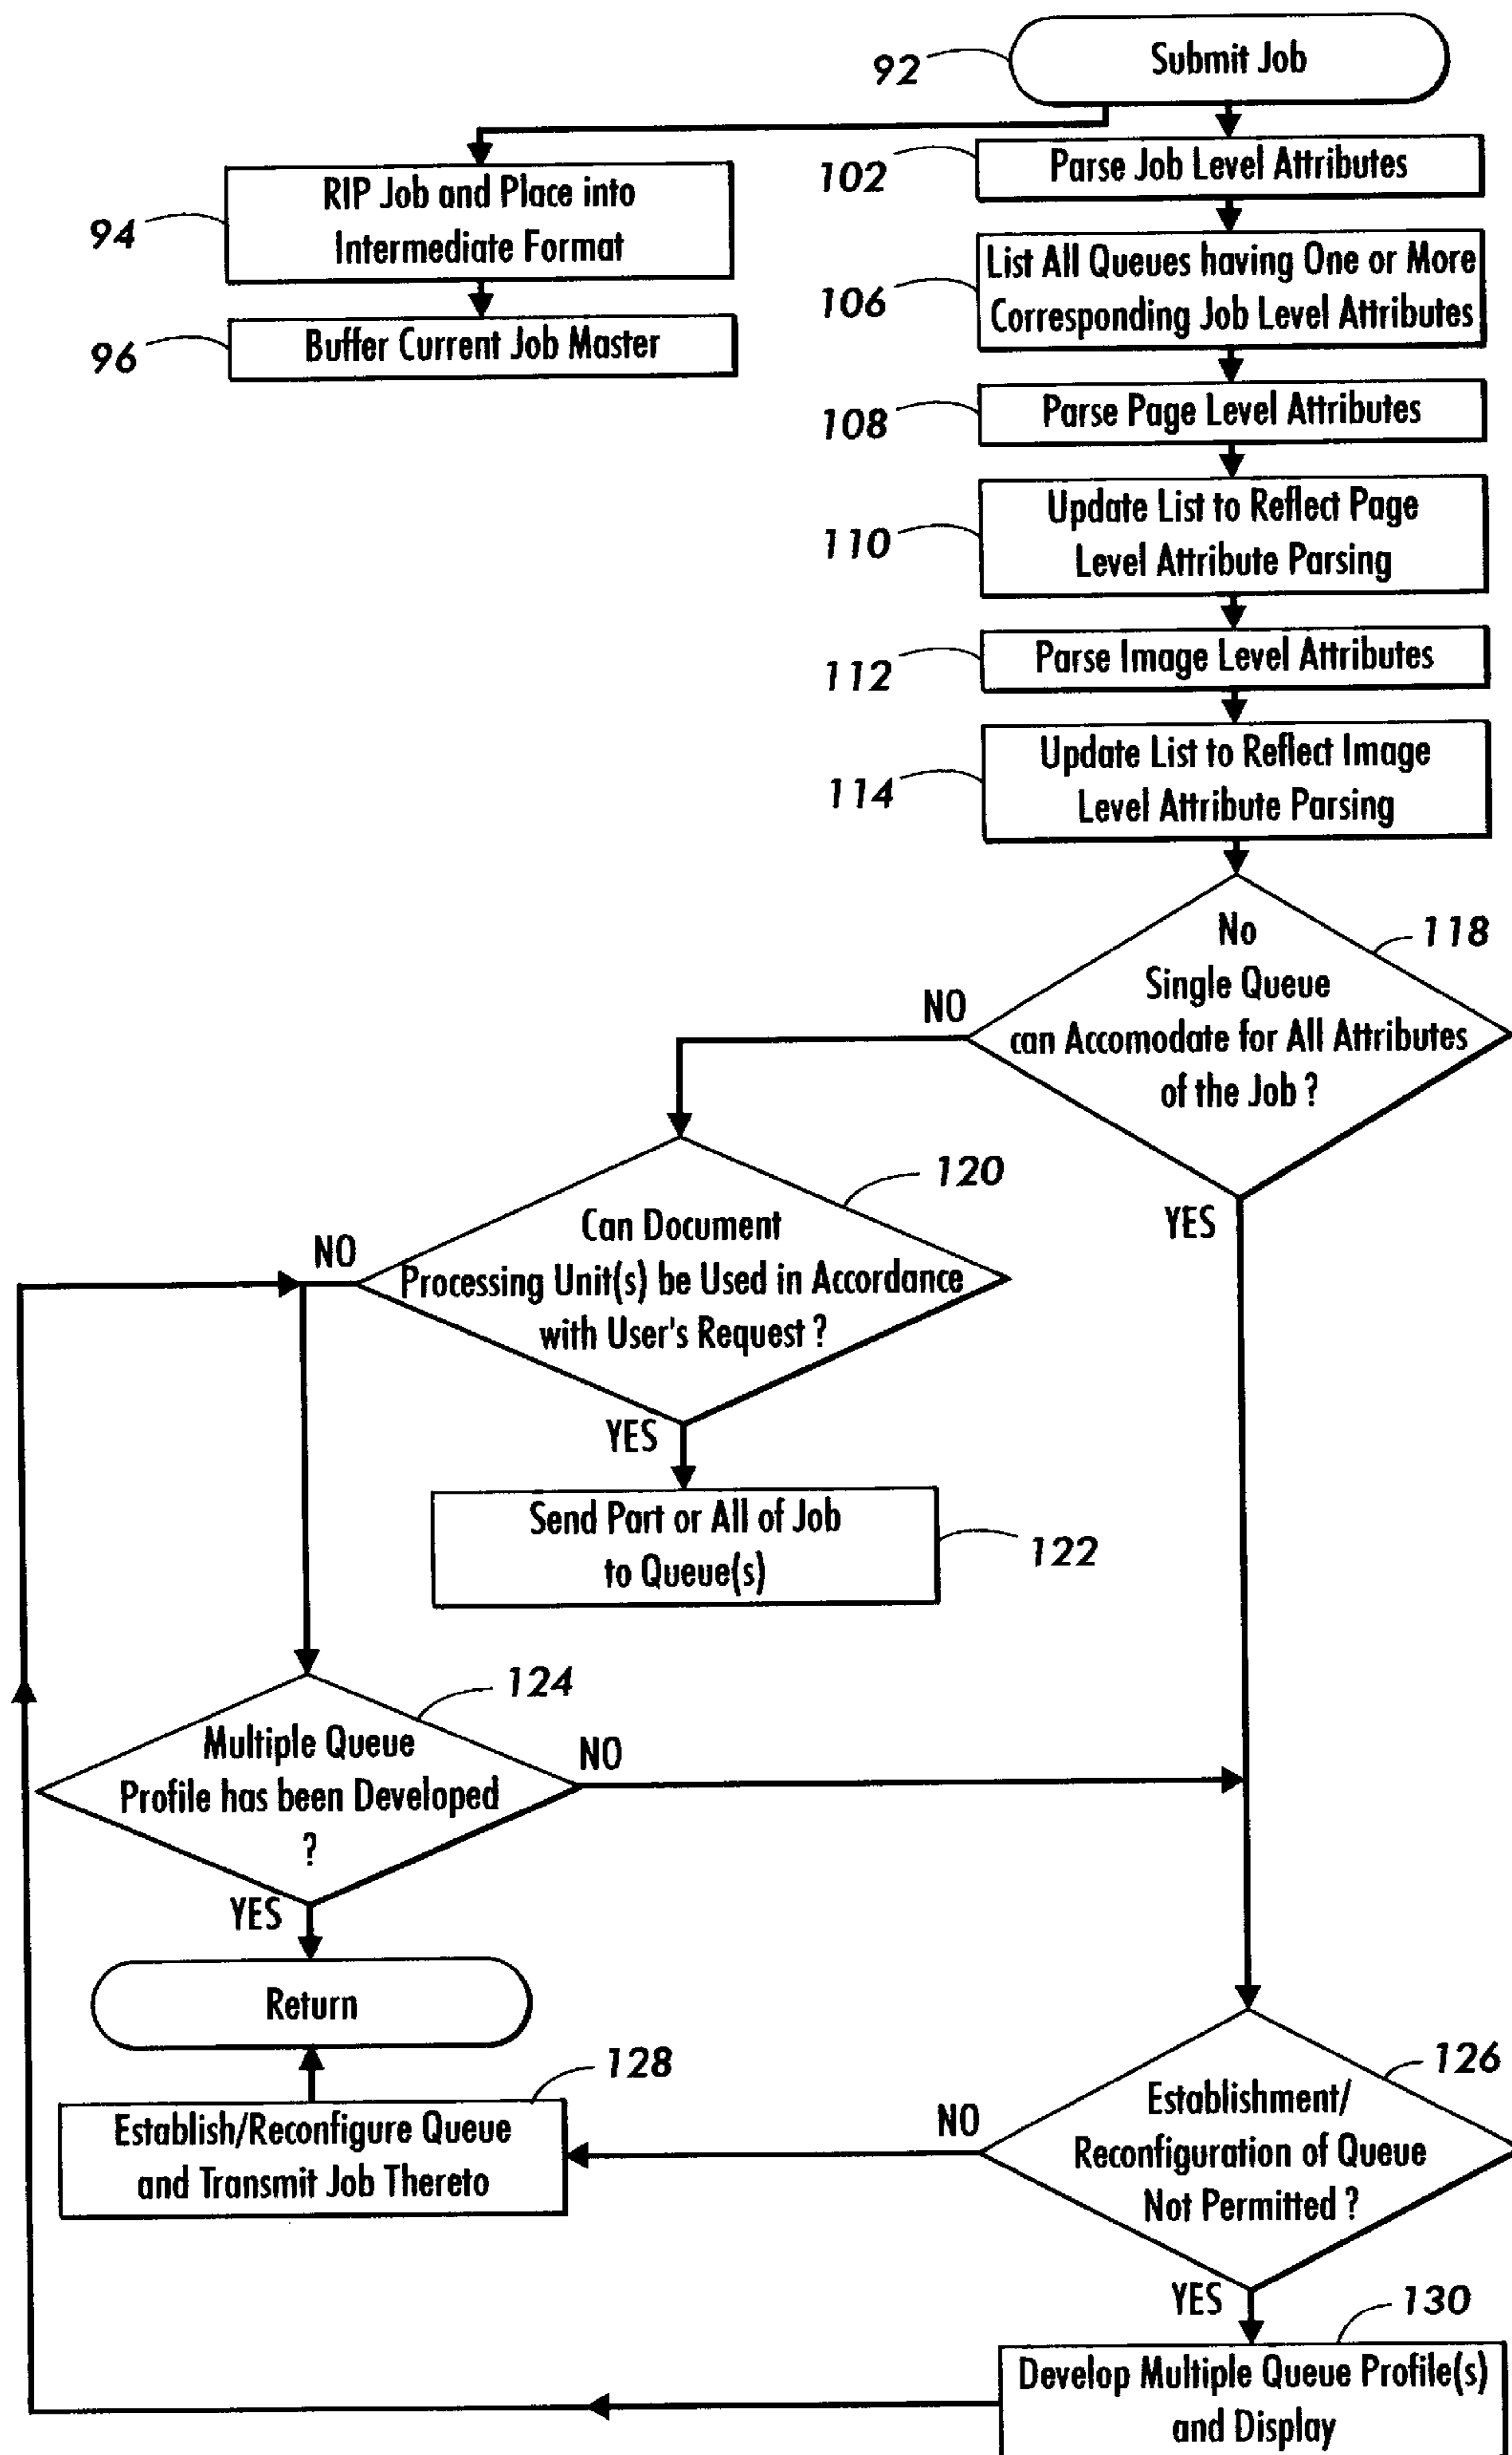 92
Submit Job
102
Parse Job Level Attributes
94
RIP Job and Place into
Intermediate Format
106
List All Queues having One or More
Corresponding Job Level Attributes
96
Buffer Current Job Master
108
Parse Page Level Attributes
110
Update List to Reflect Page
Level Attribute Parsing
112
Parse Image Level Attributes
114
Update List to Reflect Image
Level Attribute Parsing
118
No
Single Queue
can Accomodate for All Attributes
of the Job ?
NO
YES
120
Can Document
Processing Unit(s) be Used in Accordance
with User's Request ?
NO
YES
Send Part or All of Job
to Queue(s)
122
124
Multiple Queue
Profile has been Developed
?
NO
YES
Return
128
Establish/Reconfigure Queue
and Transmit Job Thereto
126
Establishment/
Reconfiguration of Queue
Not Permitted ?
NO
YES
130
Develop Multiple Queue Profile(s)
and Display